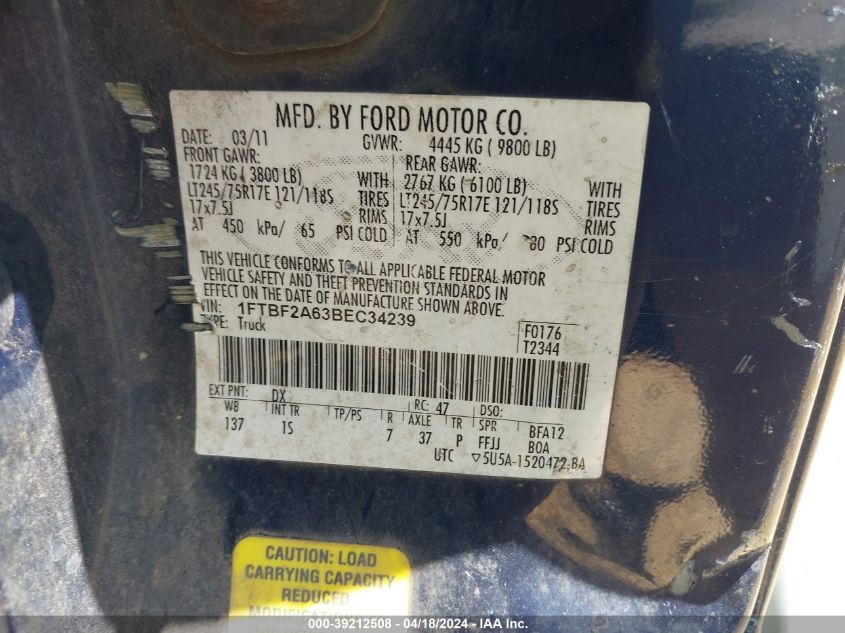 MFD. BY FORD MOTOR CO.
DATE: 03/11 GVWR: 4445 KG ( 9800 LB)
FRONT GAWR: REAR GAWR:
1724 KG ( 3800 LB) WITH 2767 KG ( 6100 LB) WITH
LT245/75R17E 121/118S TIRES LT245/75R17E 121/118S TIRES
17x7.5J RIMS 17x7.5J RIMS
AT 450 kPa/ 65 PSI COLD AT 550 kPa/ 80 PSI COLD
THIS VEHICLE CONFORMS TO ALL APPLICABLE FEDERAL MOTOR
VEHICLE SAFETY AND THEFT PREVENTION STANDARDS IN
EFFECT ON THE DATE OF MANUFACTURE SHOWN ABOVE.
VIN: 1FTBF2A63BEC34239 F0176
TYPE: Truck T2344
EXT PNT: DX RC: 47 DSO:
WB INT TR TP/PS R AXLE TR SPR BFA12
137 1S 7 37 P FFJJ BOA
UTC ▽5U5A-1520472-BA
CAUTION: LOAD
CARRYING CAPACITY
REDUCED
MODIFICATIONS
000-39212508 - 04/18/2024 - IAA Inc.